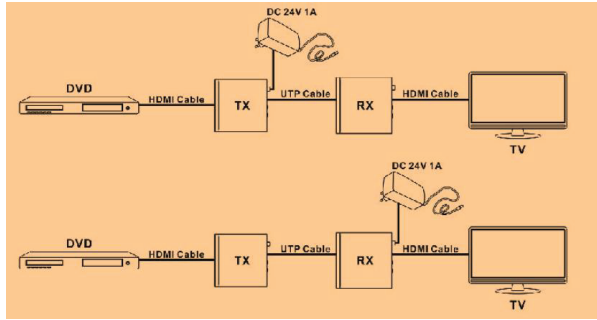 DC 24V 1A
DVD
HDMI Cable
TX
UTP Cable
RX
HDMI Cable
TV
DC 24V 1A
DVD
HDMI Cable
TX
UTP Cable
RX
HDMI Cable
TV